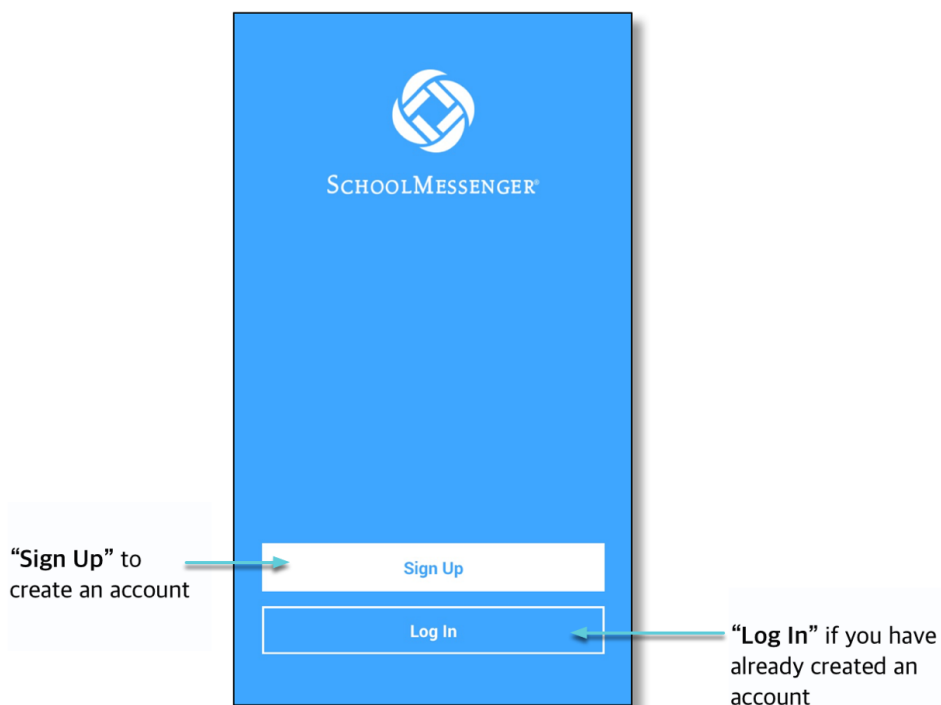 SCHOOLMESSENGER®
“Sign Up” to
create an account
Sign Up
Log In
“Log In” if you have
already created an
account